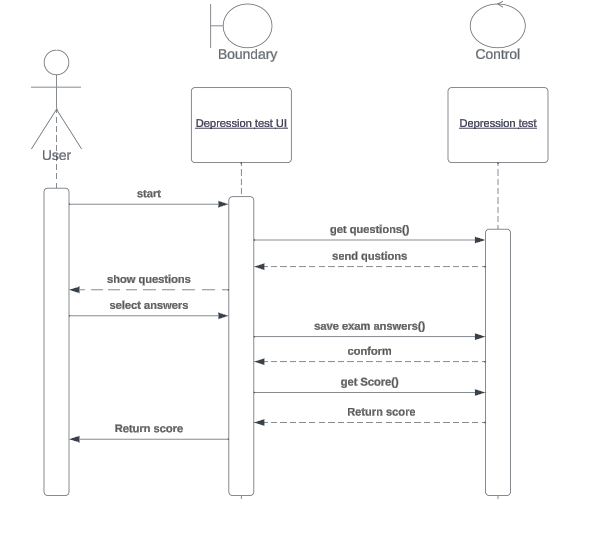 Boundary
Control
Depression test UI
Depression test
User
start
get questions()
send qustions
show questions
select answers
save exam answers()
conform
get Score()
Return score
Return score